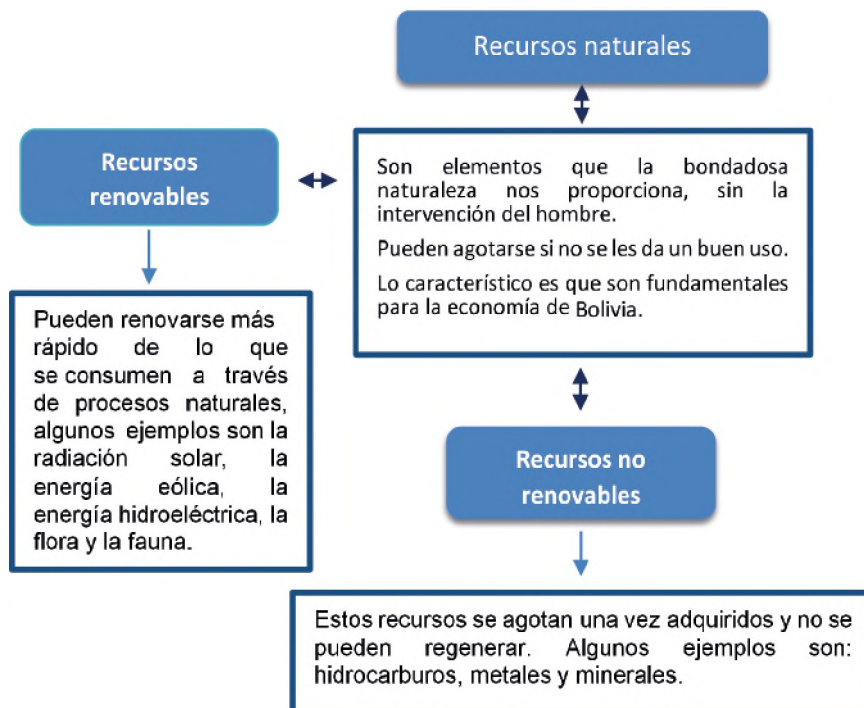 Recursos naturales
Son elementos que la bondadosa
naturaleza nos proporciona, sin la
intervención del hombre.
Pueden agotarse si no se les da un buen uso.
Lo característico es que son fundamentales
para la economía de Bolivia.
Recursos
renovables
Pueden renovarse más
rápido de lo que
se consumen a través
de procesos naturales,
algunos ejemplos son la
radiación solar, la
energía eólica, la
energía hidroeléctrica, la
flora y la fauna.
Recursos no
renovables
Estos recursos se agotan una vez adquiridos y no se
pueden regenerar. Algunos ejemplos son:
hidrocarburos, metales y minerales.